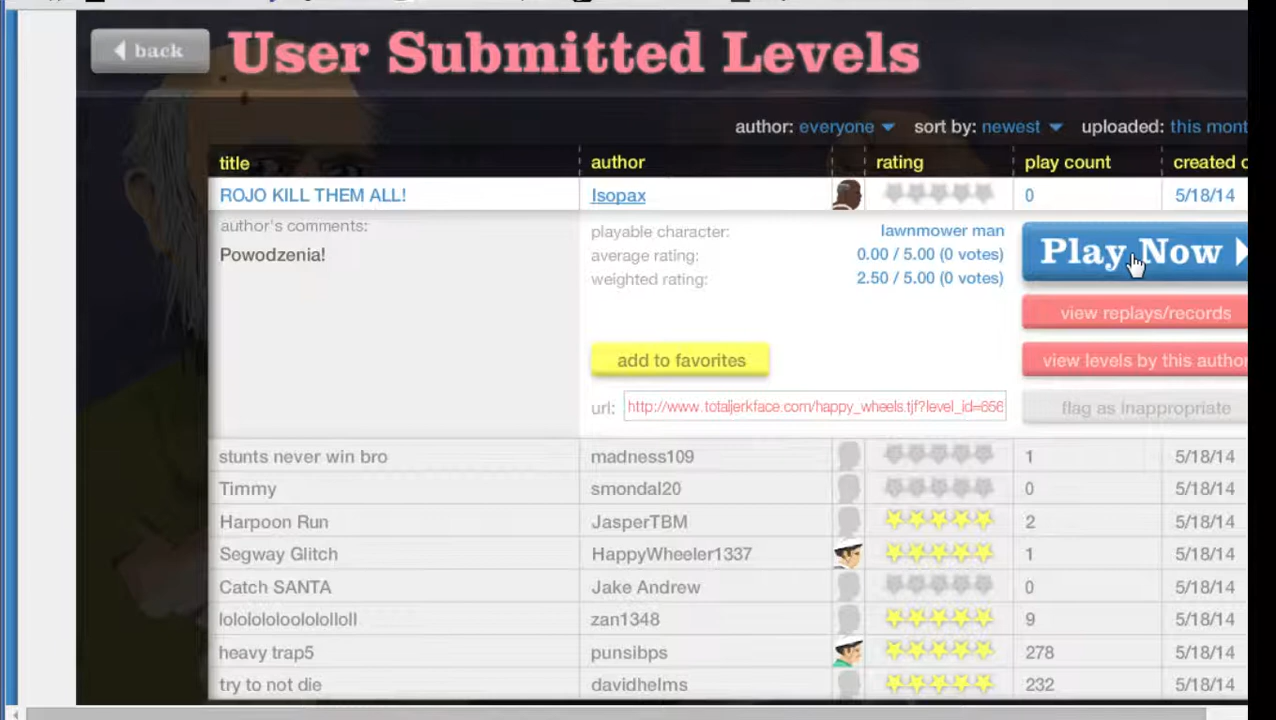 back
User Submitted Levels
author: everyone sort by: newest uploaded: this mont
title author rating play count created o
ROJO KILL THEM ALL! Isopax 0 5/18/14
author's comments:
Powodzenia!
playable character: lawnmower man
average rating: 0.00 / 5.00 (0 votes)
weighted rating: 2.50 / 5.00 (0 votes)
add to favorites
url: http://www.totaljerkface.com/happy_wheels.tjf?level_id=656
Play Now
view replays/records
view levels by this author
flag as inappropriate
stunts never win bro madness109 1 5/18/14
Timmy smondal20 0 5/18/14
Harpoon Run JasperTBM 2 5/18/14
Segway Glitch HappyWheeler1337 1 5/18/14
Catch SANTA Jake Andrew 0 5/18/14
zan1348 9 5/18/14
heavy trap5 punsibps 278 5/18/14
try to not die davidhelms 232 5/18/14